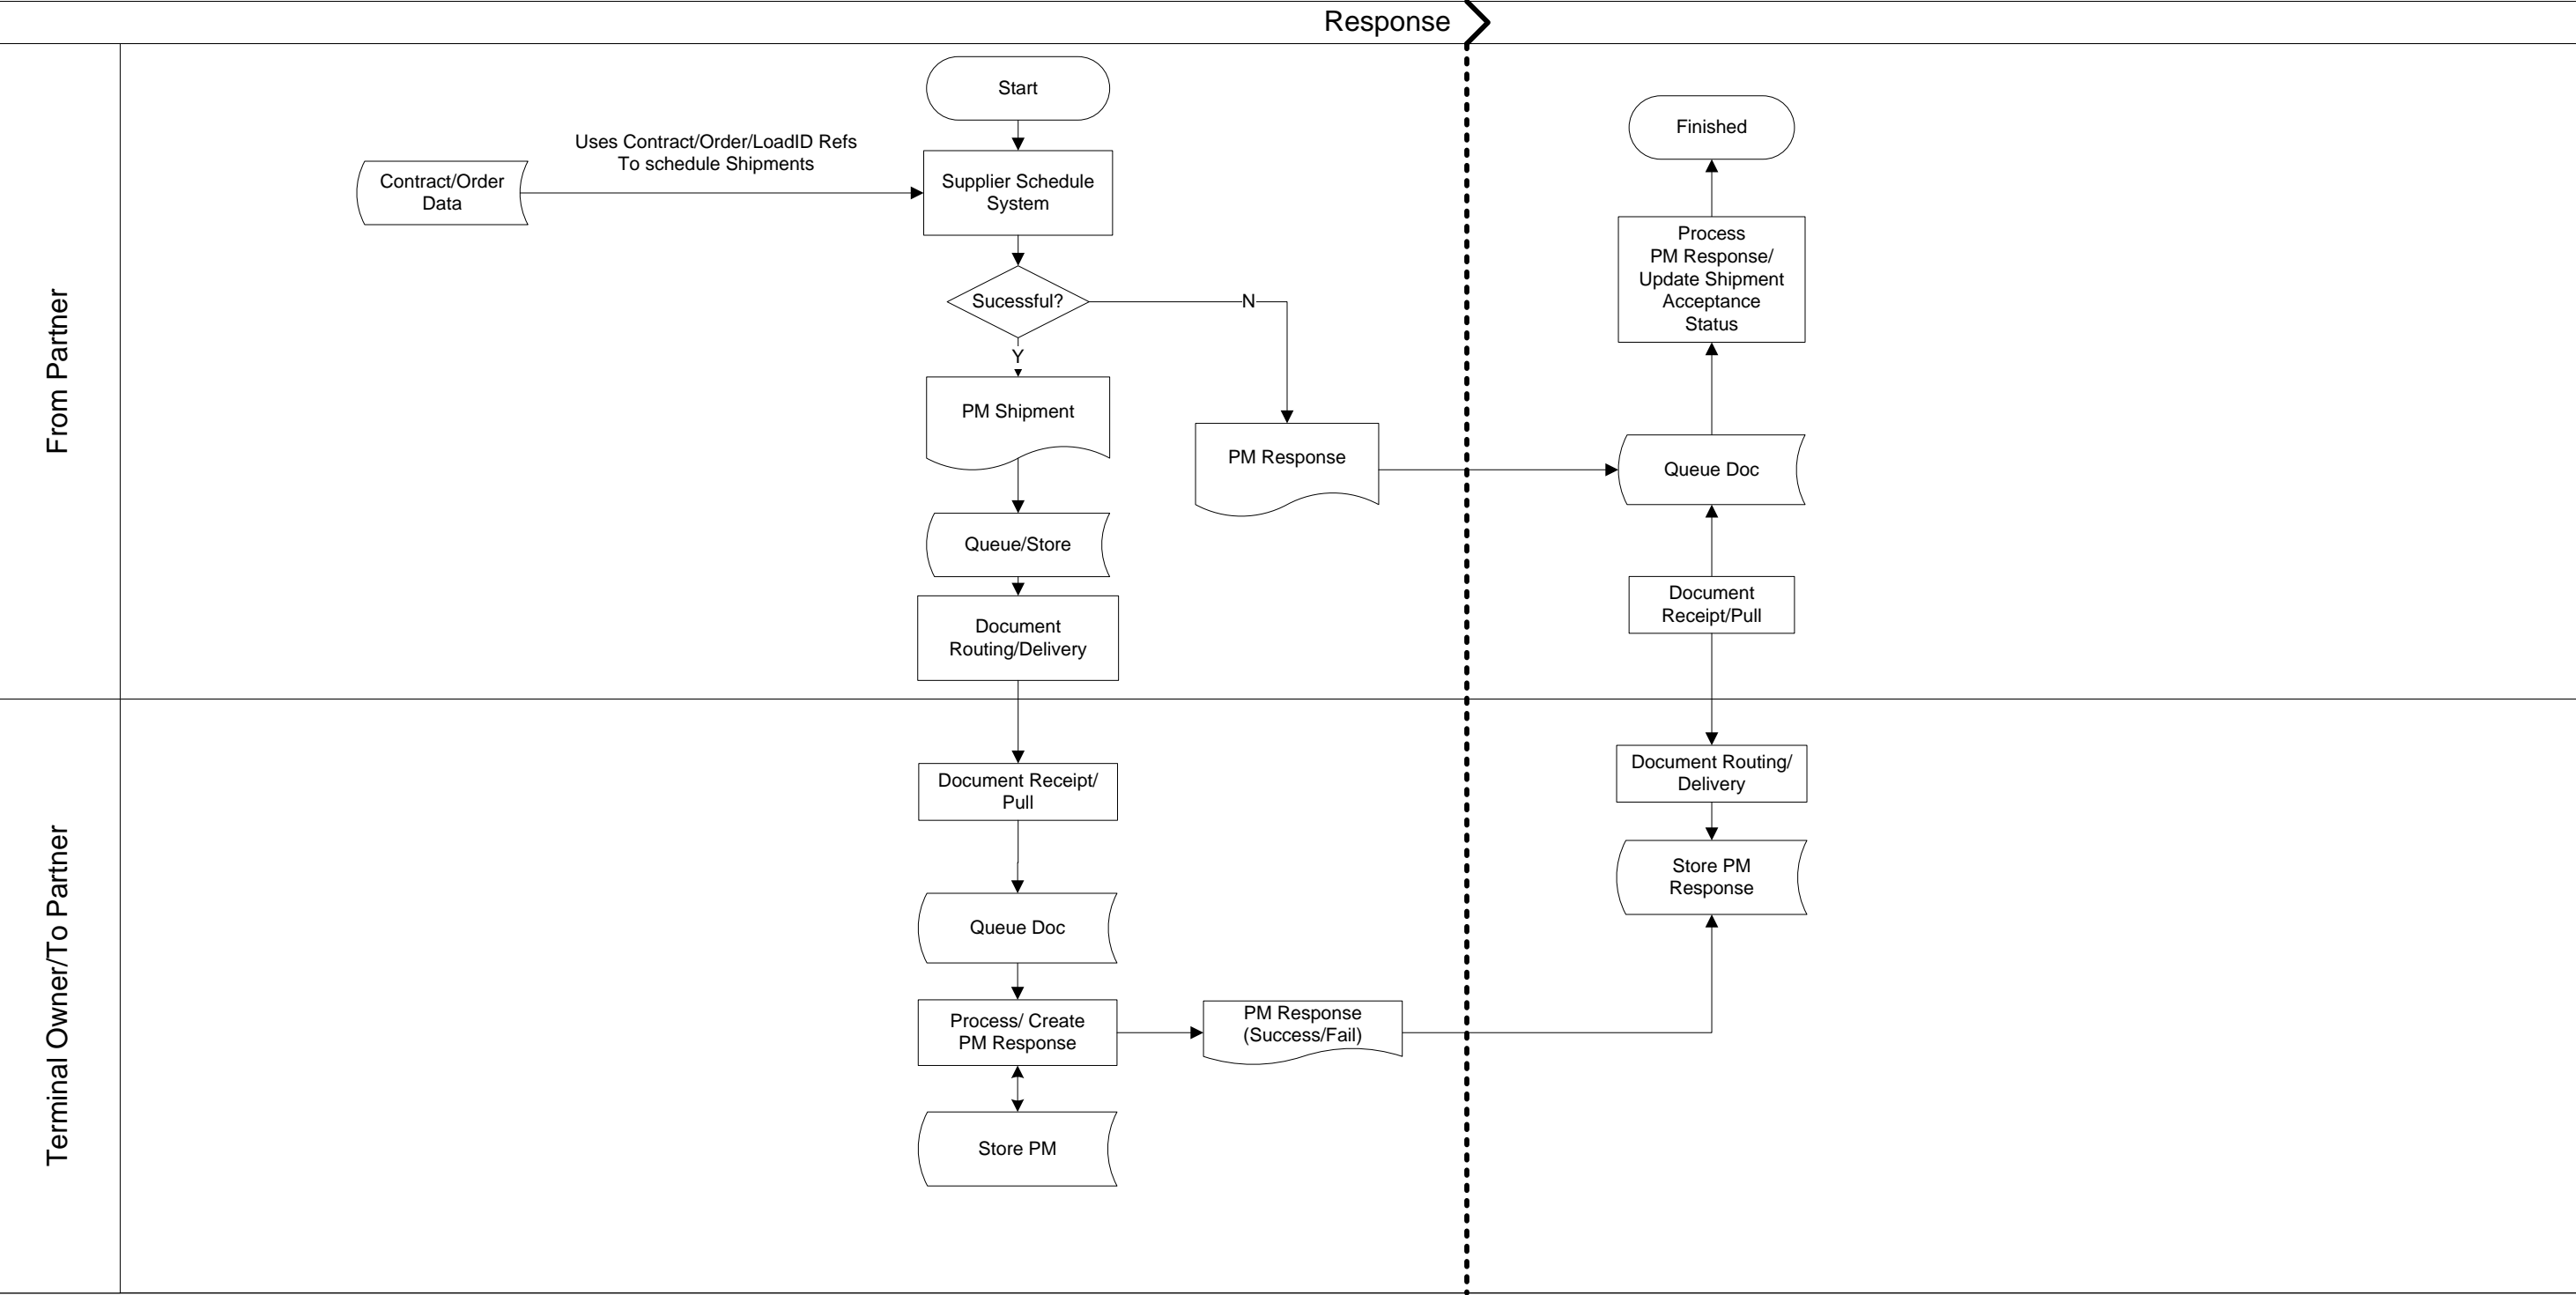 Response
From Partner
Start
Contract/Order
Data
Uses Contract/Order/LoadID Refs
To schedule Shipments
Supplier Schedule
System
Sucessful?
N
Y
PM Shipment
PM Response
Queue/Store
Document
Routing/Delivery
Finished
Process
PM Response/
Update Shipment
Acceptance
Status
Queue Doc
Document
Receipt/Pull
Terminal Owner/To Partner
Document Receipt/
Pull
Queue Doc
Process/ Create
PM Response
PM Response
(Success/Fail)
Store PM
Document Routing/
Delivery
Store PM
Response